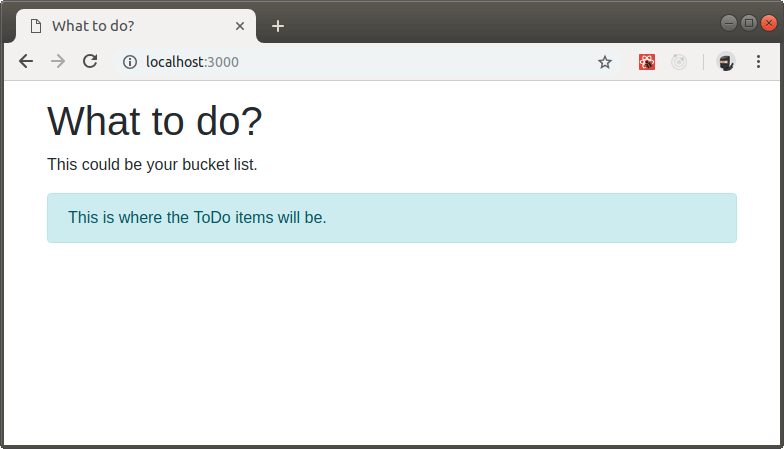 What to do?
localhost:3000
What to do?
This could be your bucket list.
This is where the ToDo items will be.